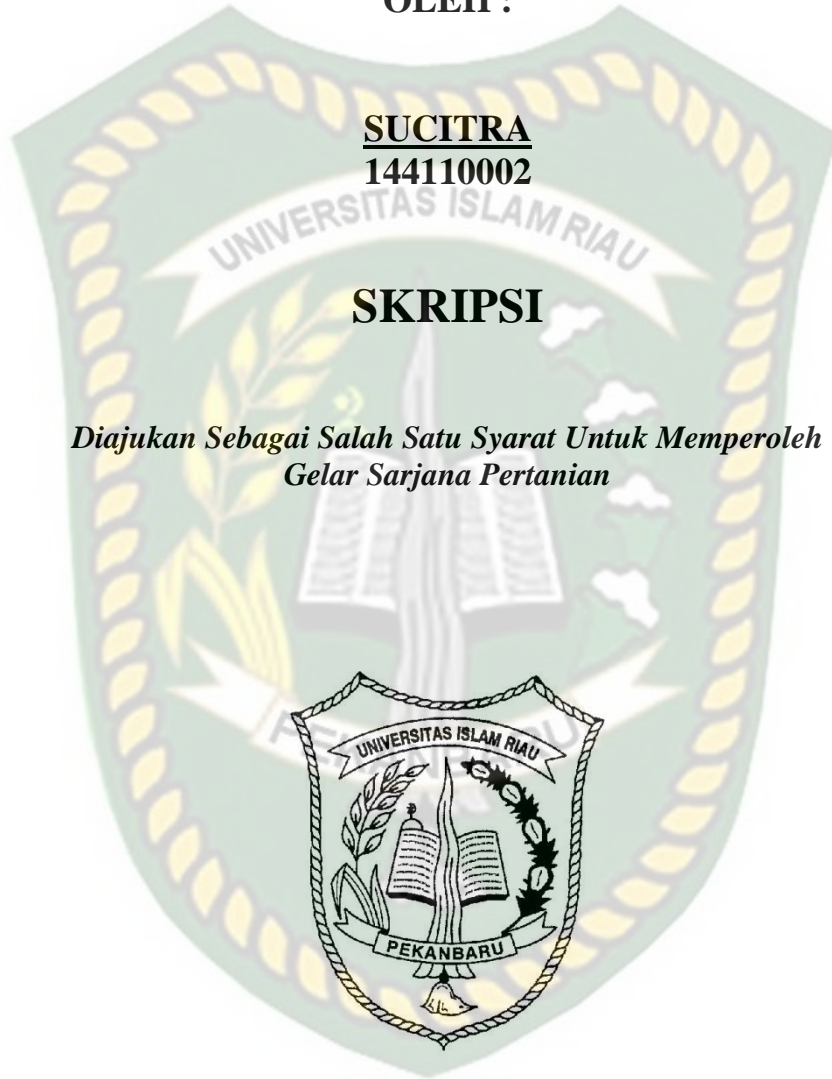 OLEH :
SUCITRA
144110002
UNIVERSITAS ISLAM RIAU
SKRIPSI
Diajukan Sebagai Salah Satu Syarat Untuk Memperoleh
Gelar Sarjana Pertanian
UNIVERSITAS ISLAM RIAU
PEKANBARU
PEKANBARU